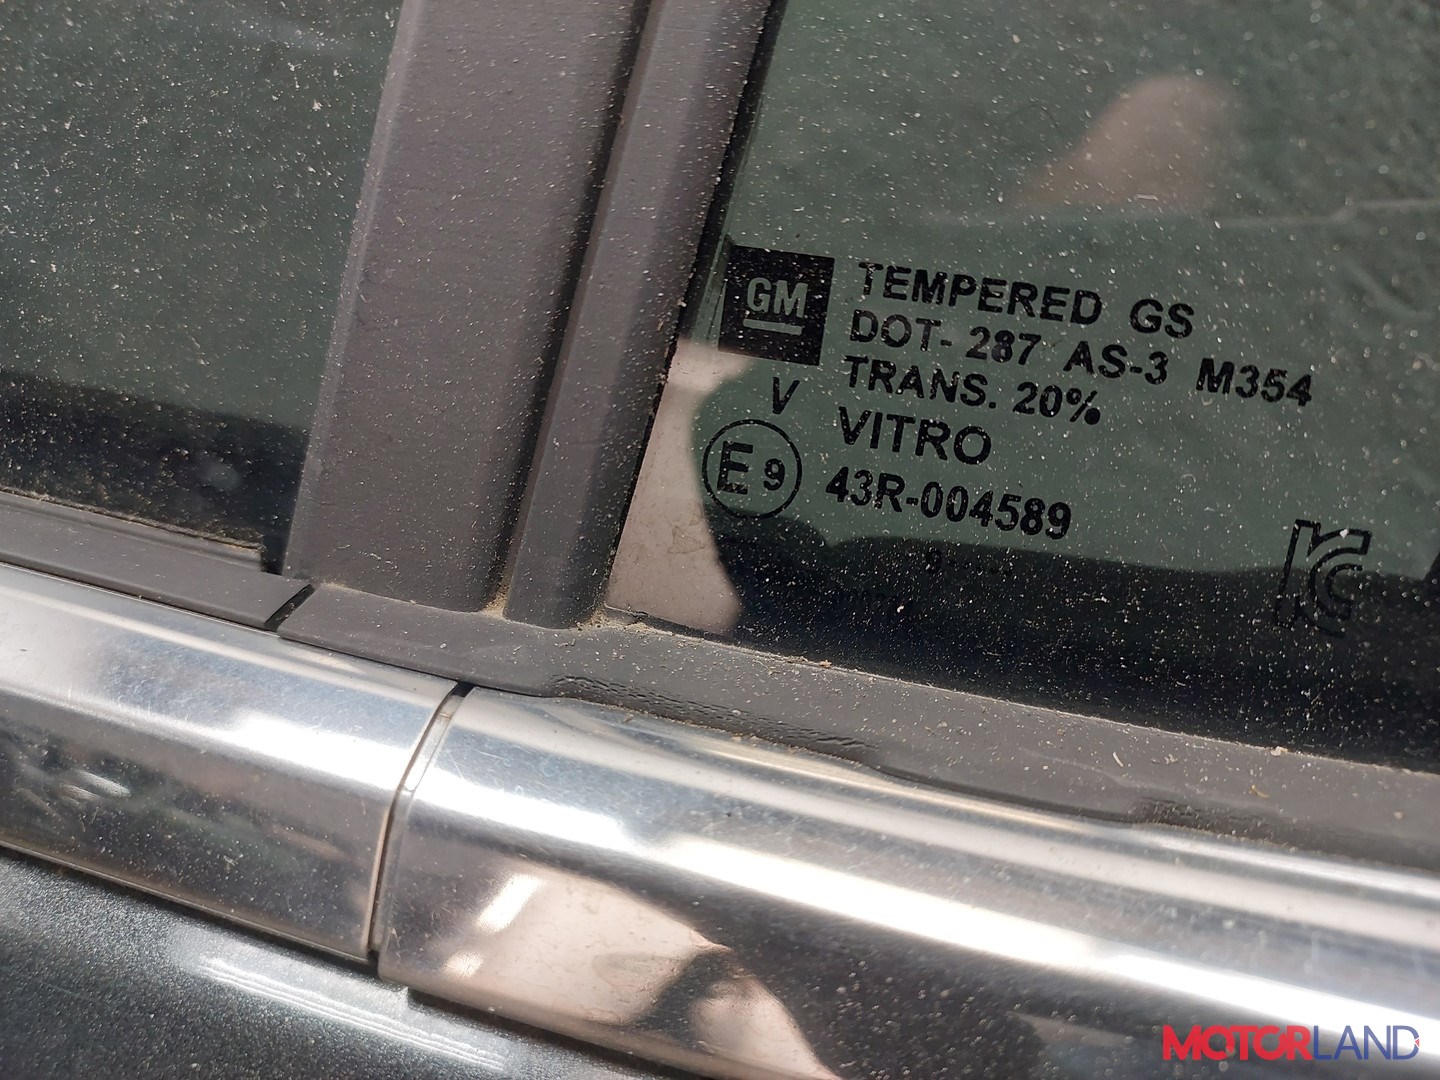 GM
TEMPERED GS
DOT- 287 AS-3 M354
TRANS. 20%
V VITRO
E 9 43R-004589
MOTORLAND